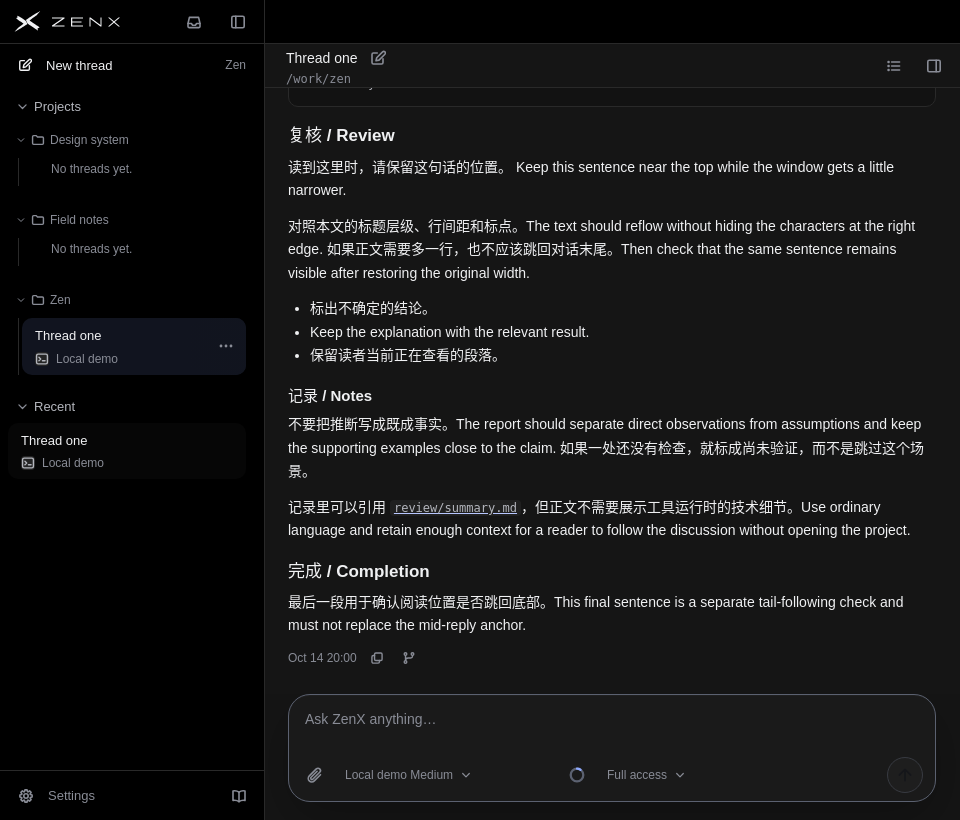 ZENX
New thread
Zen
Projects
Design system
No threads yet.
Field notes
No threads yet.
Zen
Thread one
Local demo
Recent
Thread one
Local demo
Settings
Thread one
/work/zen
复核 / Review
读到这里时，请保留这句话的位置。 Keep this sentence near the top while the window gets a little
narrower.
对照本文的标题层级、行间距和标点。The text should reflow without hiding the characters at the right
edge. 如果正文需要多一行，也不应该跳回对话末尾。Then check that the same sentence remains
visible after restoring the original width.
• 标出不确定的结论。
• Keep the explanation with the relevant result.
• 保留读者当前正在查看的段落。
记录 / Notes
不要把推断写成既成事实。The report should separate direct observations from assumptions and keep
the supporting examples close to the claim. 如果一处还没有检查，就标成尚未验证，而不是跳过这个场
景。
记录里可以引用 review/summary.md，但正文不需要展示工具运行时的技术细节。Use ordinary
language and retain enough context for a reader to follow the discussion without opening the project.
完成 / Completion
最后一段用于确认阅读位置是否跳回底部。This final sentence is a separate tail-following check and
must not replace the mid-reply anchor.
Oct 14 20:00
Ask ZenX anything…
Local demo Medium
Full access